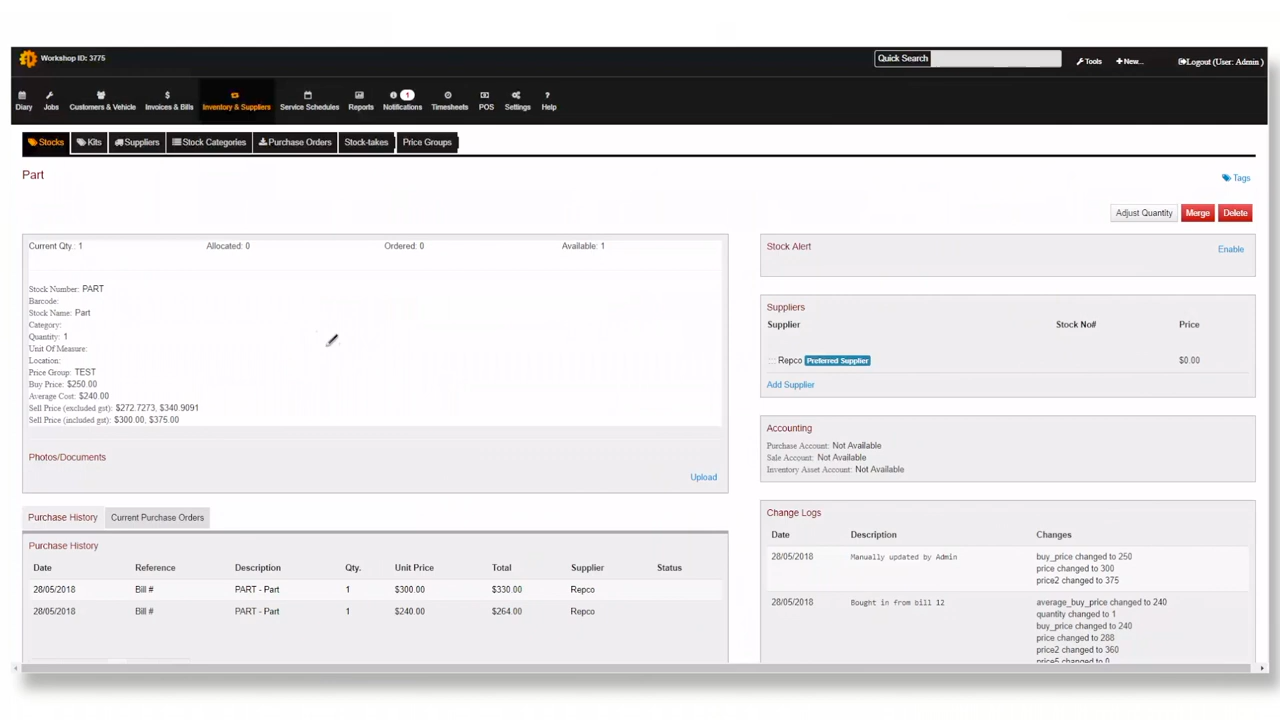 Workshop ID: 3775
Quick Search
Tools
New...
Logout (User: Admin )
Diary
Jobs
Customers & Vehicle
Invoices & Bills
Inventory & Suppliers
Service Schedules
Reports
1
Notifications
Timesheets
POS
Settings
Help
Stocks
Kits
Suppliers
Stock Categories
Purchase Orders
Stock-takes
Price Groups
Part
Tags
Adjust Quantity
Merge
Delete
Current Qty.: 1 Allocated: 0 Ordered: 0 Available: 1
Stock Number: PART
Barcode:
Stock Name: Part
Category:
Quantity: 1
Unit Of Measure:
Location:
Price Group: TEST
Buy Price: $250.00
Average Cost: $240.00
Sell Price (excluded gst): $272.7273, $340.9091
Sell Price (included gst): $300.00, $375.00
Photos/Documents
Upload
Stock Alert
Enable
Suppliers
Supplier Stock No# Price
Repco Preferred Supplier $0.00
Add Supplier
Accounting
Purchase Account: Not Available
Sale Account: Not Available
Inventory Asset Account: Not Available
Purchase History Current Purchase Orders
Purchase History
Date Reference Description Qty. Unit Price Total Supplier Status
28/05/2018 Bill # PART - Part 1 $300.00 $330.00 Repco
28/05/2018 Bill # PART - Part 1 $240.00 $264.00 Repco
Change Logs
Date Description Changes
28/05/2018 Manually updated by Admin buy_price changed to 250
price changed to 300
price2 changed to 375
28/05/2018 Bought in from bill 12 average_buy_price changed to 240
quantity changed to 1
buy_price changed to 240
price changed to 288
price2 changed to 360
price5 changed to 0